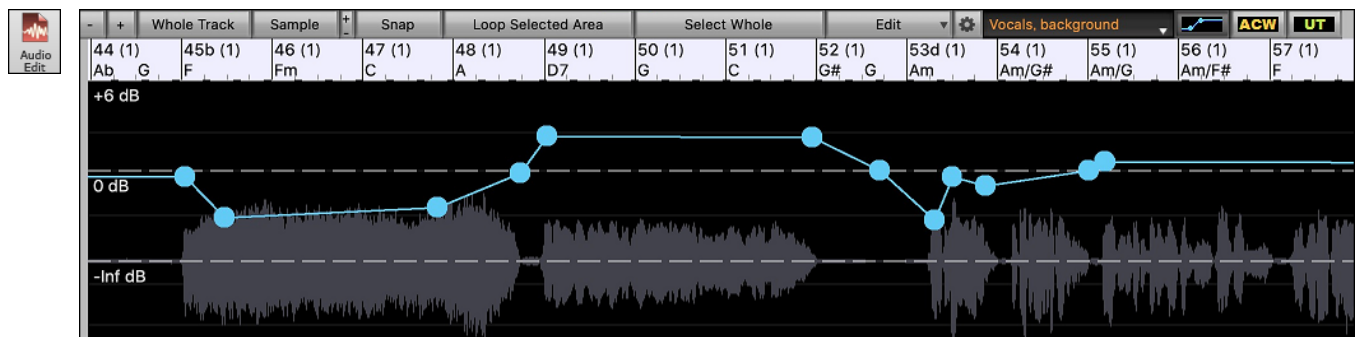 Audio
Edit
- + Whole Track Sample + - Snap Loop Selected Area Select Whole Edit Vocals, background ACW UT
44 (1) 45b (1) 46 (1) 47 (1) 48 (1) 49 (1) 50 (1) 51 (1) 52 (1) 53d (1) 54 (1) 55 (1) 56 (1) 57 (1)
Ab G F Fm C A D7 G C G# G Am Am/G# Am/G Am/F# F
+6 dB
0 dB
-Inf dB